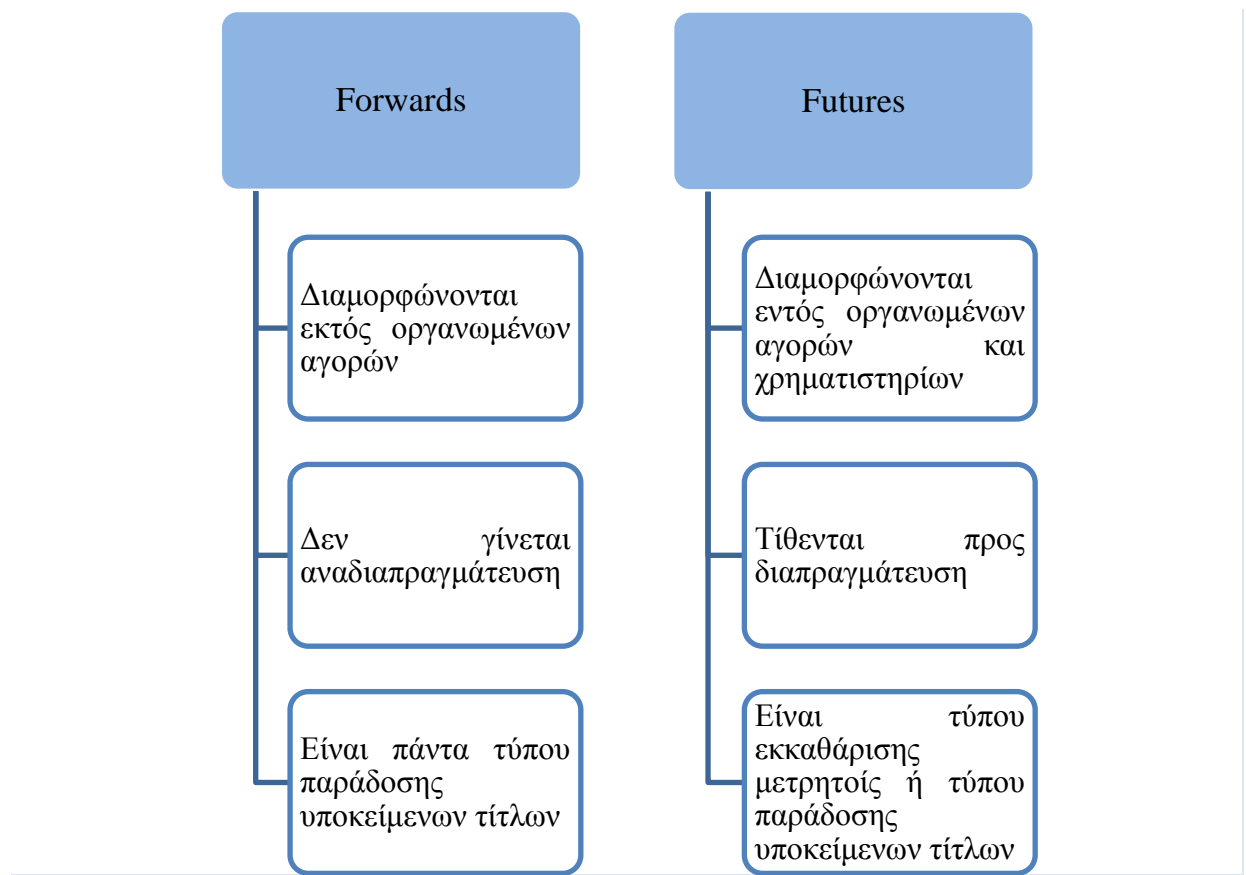 Forwards
Διαμορφώνονται
εκτός οργανωμένων
αγορών
Δεν γίνεται
αναδιαπραγμάτευση
Είναι πάντα τύπου
παράδοσης
υποκείμενων τίτλων
Futures
Διαμορφώνονται
εντός οργανωμένων
αγορών και
χρηματιστηρίων
Τίθενται προς
διαπραγμάτευση
Είναι τύπου
εκκαθάρισης
μετρητοίς ή τύπου
παράδοσης
υποκείμενων τίτλων